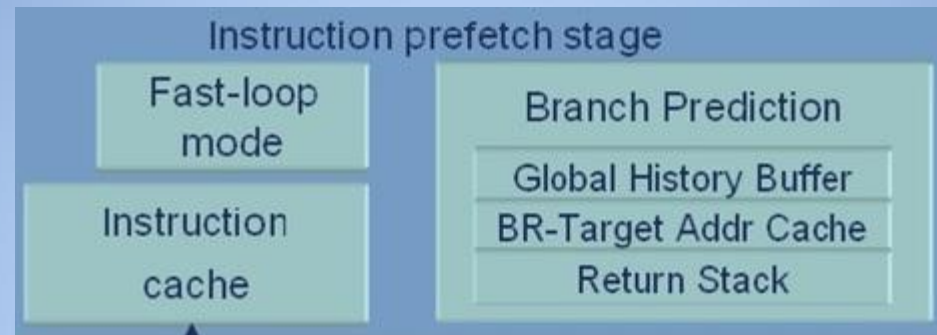 Instruction prefetch stage
Fast-loop
mode
Instruction
cache
Branch Prediction
Global History Buffer
BR-Target Addr Cache
Return Stack